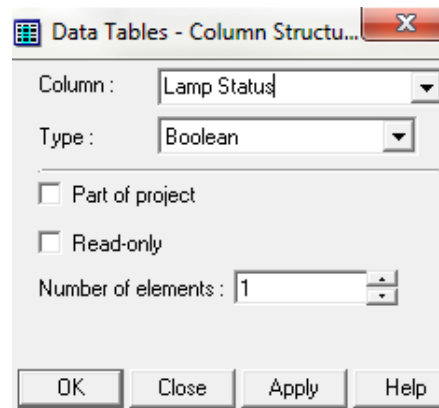 Data Tables - Column Structu...
Column : Lamp Status
Type : Boolean
Part of project
Read-only
Number of elements : 1
OK Close Apply Help